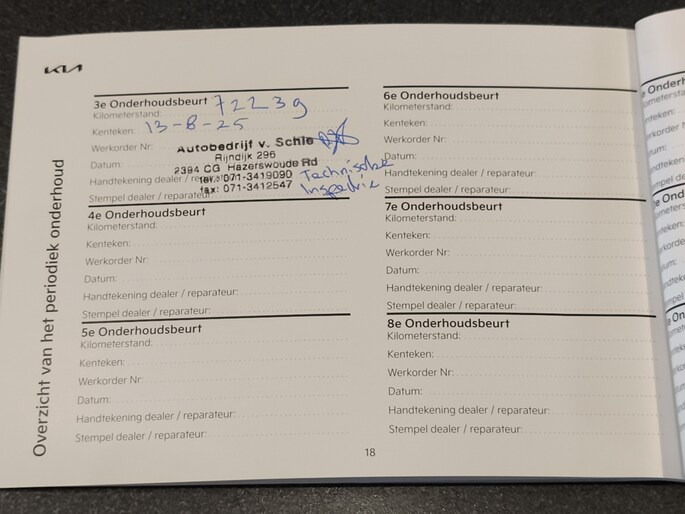 KIA
Overzicht van het periodiek onderhoud
3e Onderhoudsbeurt 72239
Kilometerstand:
Kenteken: 13-8-25
Werkorder Nr:
Autobedrijf v. Schie
Rijndijk 296
Datum:
2394 CG Hazerswoude Rd
Handtekening dealer / reparateur:
tel.: 071-3419090
Technische
Stempel dealer / reparateur:
fax: 071-3412547
Inspectie
4e Onderhoudsbeurt
Kilometerstand:
Kenteken:
Werkorder Nr:
Datum:
Handtekening dealer / reparateur:
Stempel dealer / reparateur:
5e Onderhoudsbeurt
Kilometerstand:
Kenteken:
Werkorder Nr:
Datum:
Handtekening dealer / reparateur:
Stempel dealer / reparateur:
6e Onderhoudsbeurt
Kilometerstand:
Kenteken:
Werkorder Nr:
Datum:
Handtekening dealer / reparateur:
Stempel dealer / reparateur:
7e Onderhoudsbeurt
Kilometerstand:
Kenteken:
Werkorder Nr:
Datum:
Handtekening dealer / reparateur:
Stempel dealer / reparateur:
8e Onderhoudsbeurt
Kilometerstand:
Kenteken:
Werkorder Nr:
Datum:
Handtekening dealer / reparateur:
Stempel dealer / reparateur:
18